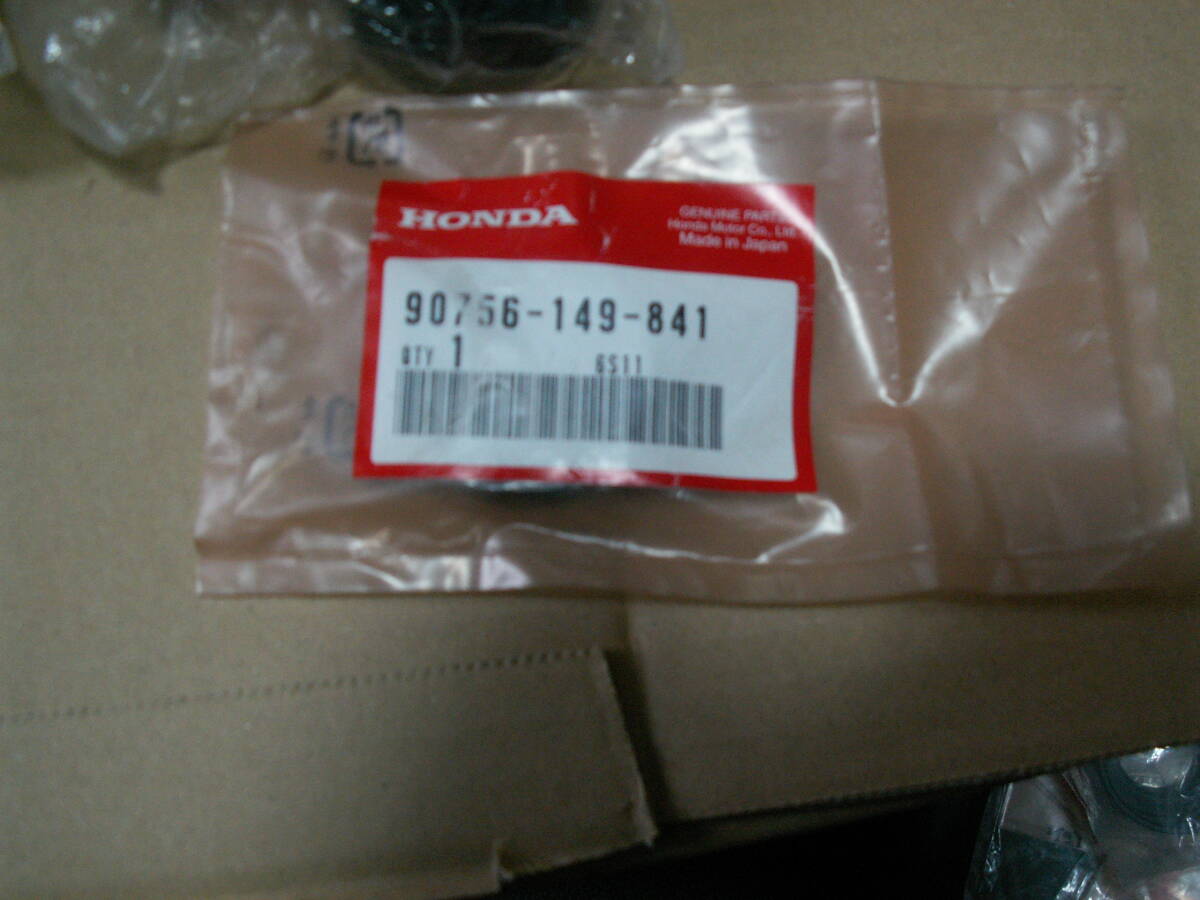 HONDA
GENUINE PARTS
Honda Motor Co., Ltd.
Made in Japan
90756-149-841
QTY 1 6S11